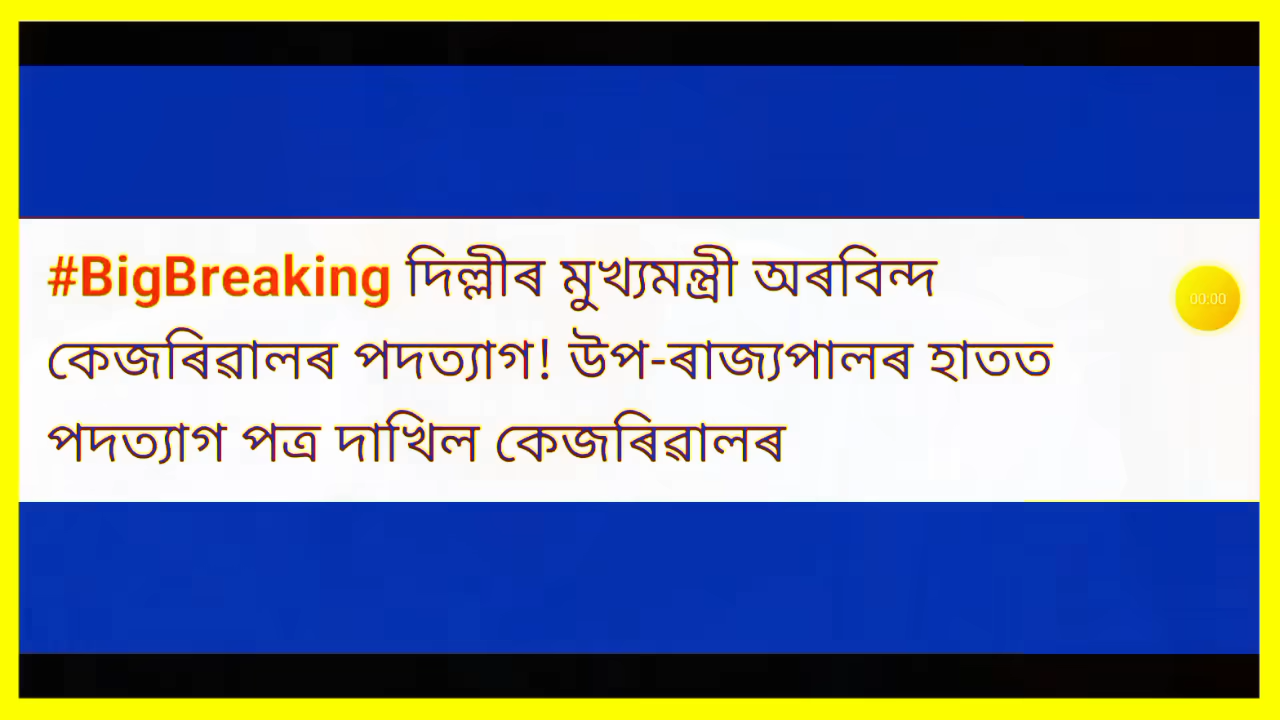 #BigBreaking দিল্লীৰ মুখ্যমন্ত্ৰী অৰবিন্দ
কেজৰিৱালৰ পদত্যাগ! উপ-ৰাজ্যপালৰ হাতত
পদত্যাগ পত্ৰ দাখিল কেজৰিৱালৰ
00:00